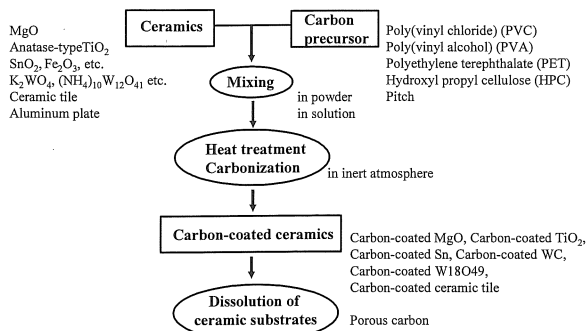 MgO
Anatase-typeTiO2
SnO2, Fe2O3, etc.
K2WO4, (NH4)10W12O41 etc.
Ceramic tile
Aluminum plate
Ceramics
Carbon
precursor
Poly(vinyl chloride) (PVC)
Poly(vinyl alcohol) (PVA)
Polyethylene terephthalate (PET)
Hydroxyl propyl cellulose (HPC)
Pitch
Mixing
in powder
in solution
Heat treatment
Carbonization
in inert atmosphere
Carbon-coated ceramics
Carbon-coated MgO, Carbon-coated TiO2,
Carbon-coated Sn, Carbon-coated WC,
Carbon-coated W18O49,
Carbon-coated ceramic tile
Dissolution of
ceramic substrates
Porous carbon